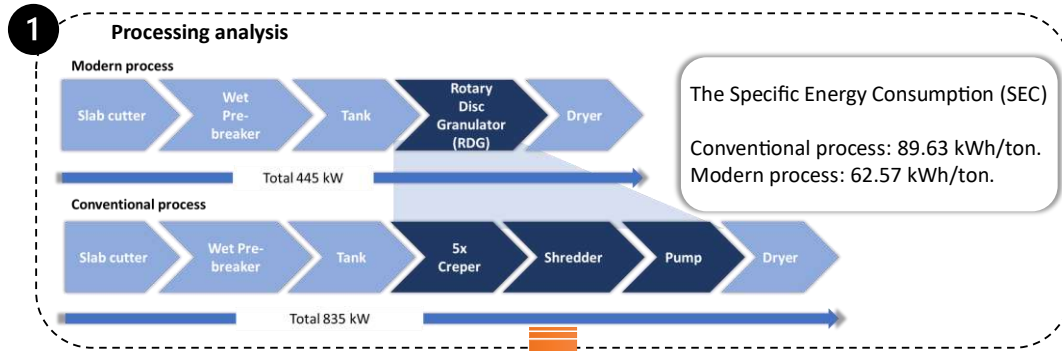 1
Processing analysis
Modern process
Slab cutter
Wet
Pre-
breaker
Tank
Rotary
Disc
Granulator
(RDG)
Dryer
Total 445 kW
The Specific Energy Consumption (SEC)
Conventional process: 89.63 kWh/ton.
Modern process: 62.57 kWh/ton.
Conventional process
Slab cutter
Wet Pre-
breaker
Tank
5x
Creper
Shredder
Pump
Dryer
Total 835 kW